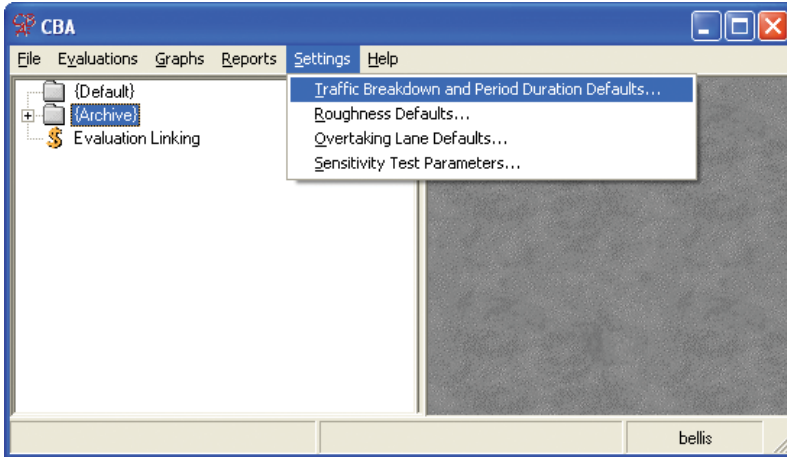 CBA
File Evaluations Graphs Reports Settings Help
{Default}
{Archive}
Evaluation Linking
Traffic Breakdown and Period Duration Defaults...
Roughness Defaults...
Overtaking Lane Defaults...
Sensitivity Test Parameters...
bellis